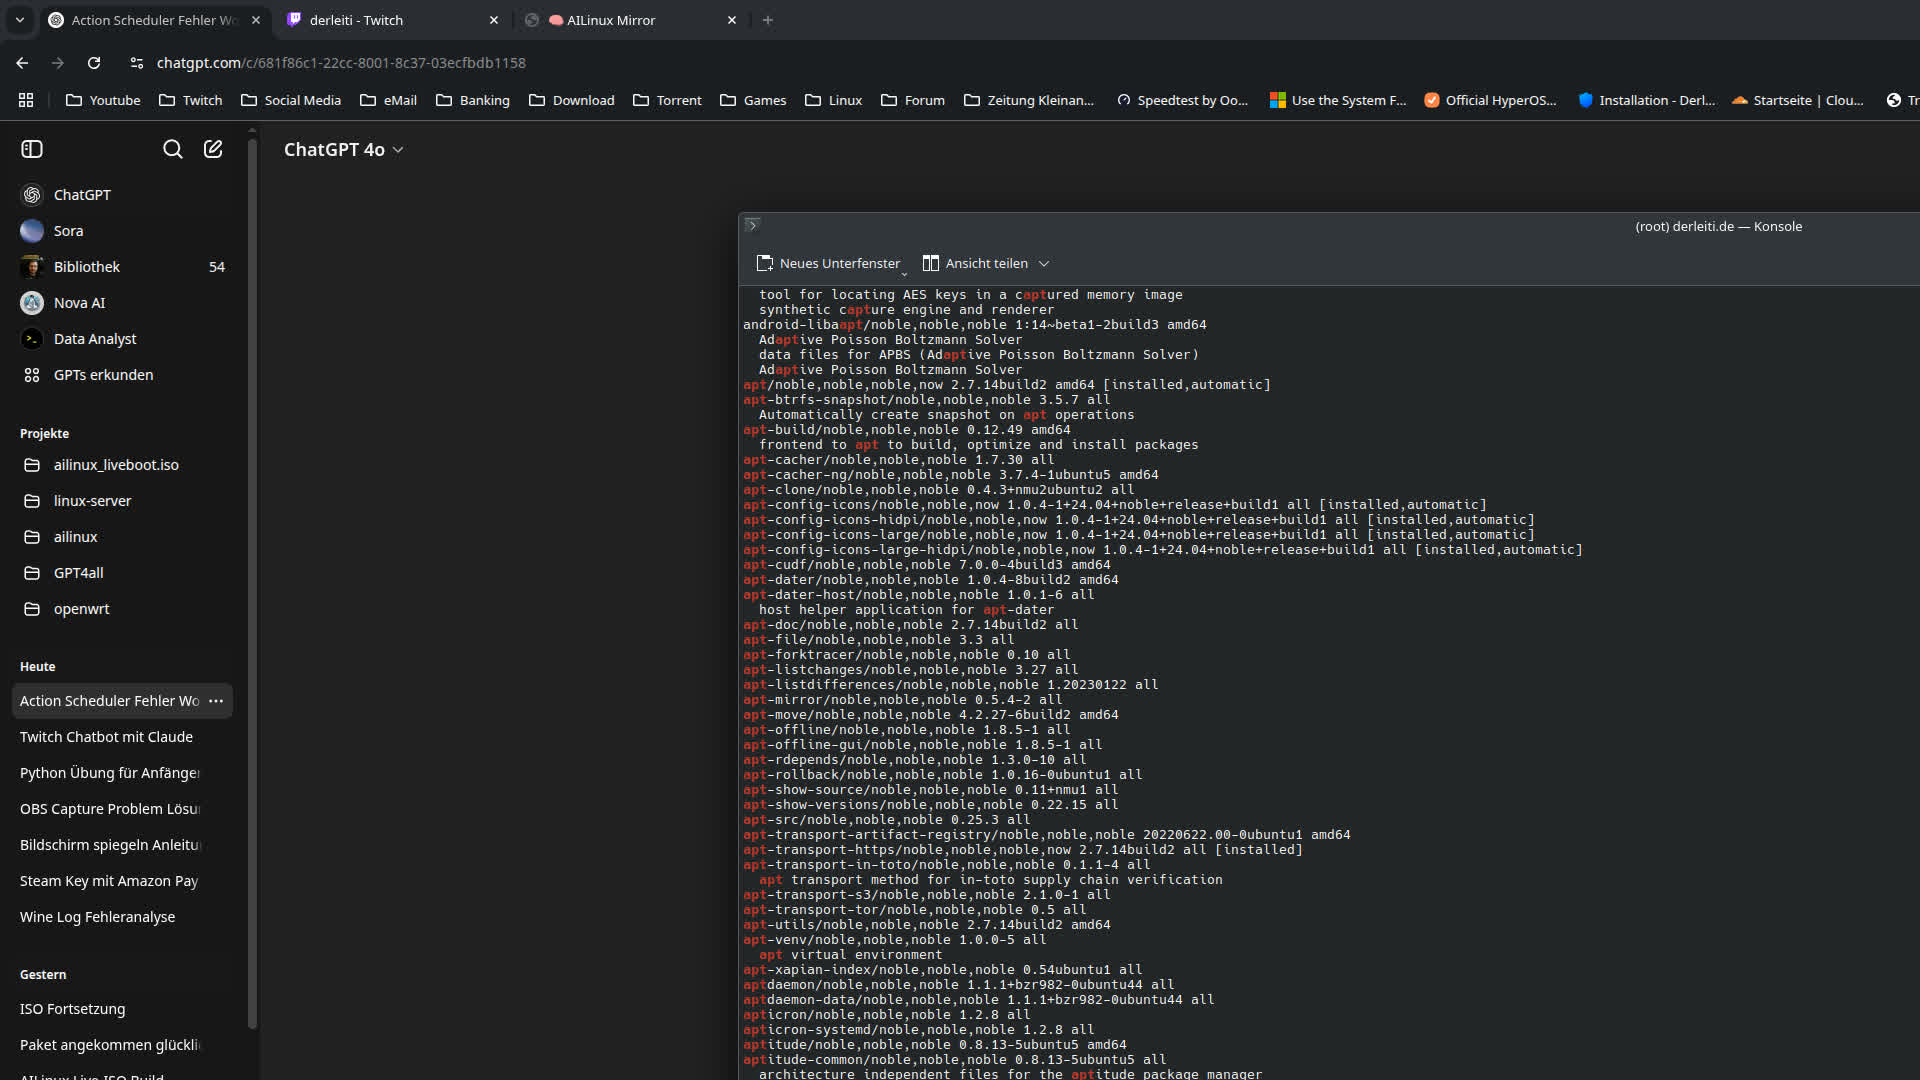 Action Scheduler Fehler Wo
derleiti - Twitch
AILinux Mirror
chatgpt.com/c/681f86c1-22cc-8001-8c37-03ecfbdb1158
Youtube
Twitch
Social Media
eMail
Banking
Download
Torrent
Games
Linux
Forum
Zeitung Kleinan...
Speedtest by Oo...
Use the System F...
Official HyperOS...
Installation - Derl...
Startseite | Clou...
Tr
ChatGPT
Sora
Bibliothek 54
Nova AI
Data Analyst
GPTs erkunden
Projekte
ailinux_liveboot.iso
linux-server
ailinux
GPT4all
openwrt
Heute
Action Scheduler Fehler Wo ...
Twitch Chatbot mit Claude
Python Übung für Anfänger
OBS Capture Problem Lösu
Bildschirm spiegeln Anleitu
Steam Key mit Amazon Pay
Wine Log Fehleranalyse
Gestern
ISO Fortsetzung
Paket angekommen glückli
AILinux Live ISO Build
ChatGPT 4o
(root) derleiti.de — Konsole
Neues Unterfenster
Ansicht teilen
tool for locating AES keys in a captured memory image
synthetic capture engine and renderer
android-libaapt/noble,noble,noble 1:14~beta1-2build3 amd64
Adaptive Poisson Boltzmann Solver
data files for APBS (Adaptive Poisson Boltzmann Solver)
Adaptive Poisson Boltzmann Solver
apt/noble,noble,noble,now 2.7.14build2 amd64 [installed,automatic]
apt-btrfs-snapshot/noble,noble,noble 3.5.7 all
Automatically create snapshot on apt operations
apt-build/noble,noble,noble 0.12.49 amd64
frontend to apt to build, optimize and install packages
apt-cacher/noble,noble,noble 1.7.30 all
apt-cacher-ng/noble,noble,noble 3.7.4-1ubuntu5 amd64
apt-clone/noble,noble,noble 0.4.3+nmu2ubuntu2 all
apt-config-icons/noble,noble,now 1.0.4-1+24.04+noble+release+build1 all [installed,automatic]
apt-config-icons-hidpi/noble,noble,now 1.0.4-1+24.04+noble+release+build1 all [installed,automatic]
apt-config-icons-large/noble,noble,now 1.0.4-1+24.04+noble+release+build1 all [installed,automatic]
apt-config-icons-large-hidpi/noble,noble,now 1.0.4-1+24.04+noble+release+build1 all [installed,automatic]
apt-cudf/noble,noble,noble 7.0.0-4build3 amd64
apt-dater/noble,noble,noble 1.0.4-8build2 amd64
apt-dater-host/noble,noble,noble 1.0.1-6 all
host helper application for apt-dater
apt-doc/noble,noble,noble 2.7.14build2 all
apt-file/noble,noble,noble 3.3 all
apt-forktracer/noble,noble,noble 0.10 all
apt-listchanges/noble,noble,noble 3.27 all
apt-listdifferences/noble,noble,noble 1.20230122 all
apt-mirror/noble,noble,noble 0.5.4-2 all
apt-move/noble,noble,noble 4.2.27-6build2 amd64
apt-offline/noble,noble,noble 1.8.5-1 all
apt-offline-gui/noble,noble,noble 1.8.5-1 all
apt-rdepends/noble,noble,noble 1.3.0-10 all
apt-rollback/noble,noble,noble 1.0.16-0ubuntu1 all
apt-show-source/noble,noble,noble 0.11+nmu1 all
apt-show-versions/noble,noble,noble 0.22.15 all
apt-src/noble,noble,noble 0.25.3 all
apt-transport-artifact-registry/noble,noble,noble 20220622.00-0ubuntu1 amd64
apt-transport-https/noble,noble,noble,now 2.7.14build2 all [installed]
apt-transport-in-toto/noble,noble,noble 0.1.1-4 all
apt transport method for in-toto supply chain verification
apt-transport-s3/noble,noble,noble 2.1.0-1 all
apt-transport-tor/noble,noble,noble 0.5 all
apt-utils/noble,noble,noble 2.7.14build2 amd64
apt-venv/noble,noble,noble 1.0.0-5 all
apt virtual environment
apt-xapian-index/noble,noble,noble 0.54ubuntu1 all
aptdaemon/noble,noble,noble 1.1.1+bzr982-0ubuntu44 all
aptdaemon-data/noble,noble,noble 1.1.1+bzr982-0ubuntu44 all
apticron/noble,noble,noble 1.2.8 all
apticron-systemd/noble,noble,noble 1.2.8 all
aptitude/noble,noble,noble 0.8.13-5ubuntu5 amd64
aptitude-common/noble,noble,noble 0.8.13-5ubuntu5 all
architecture independent files for the aptitude package manager